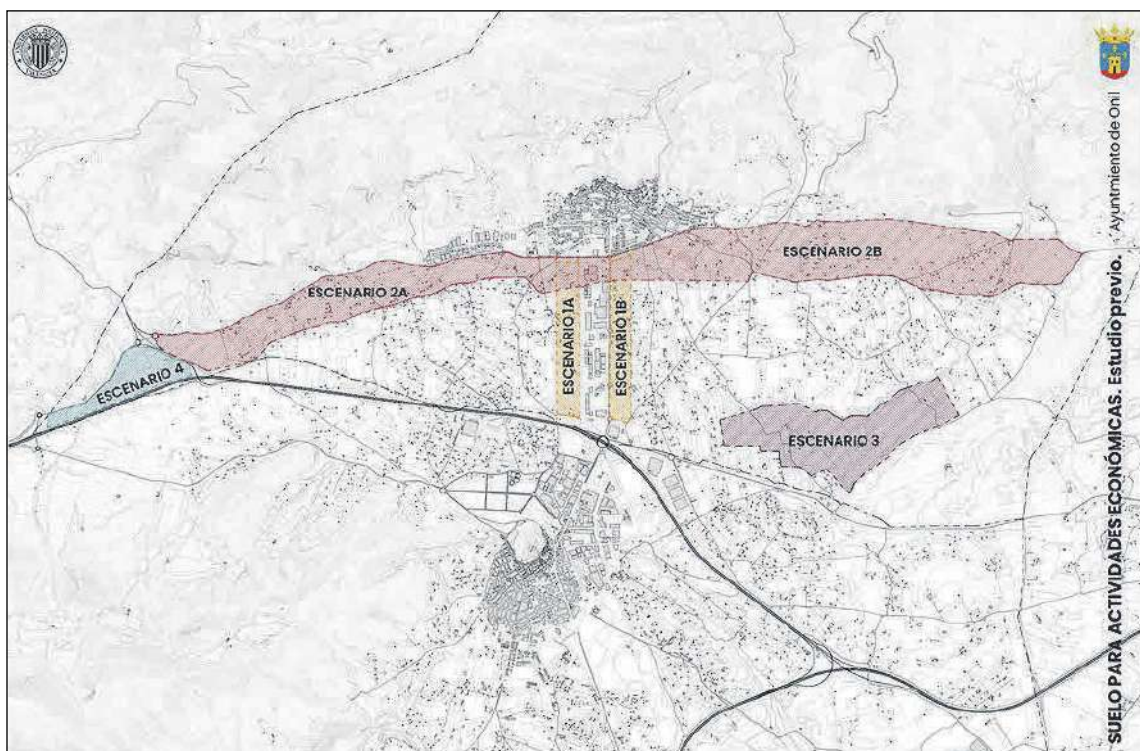 ESCENARIO 2B
ESCENARIO 2A
ESCENARIO 1A
ESCENARIO 1B
ESCENARIO 4
ESCENARIO 3
SUELO PARA ACTIVIDADES ECONÓMICAS. Estudio previo. Ayuntmiento de Onil